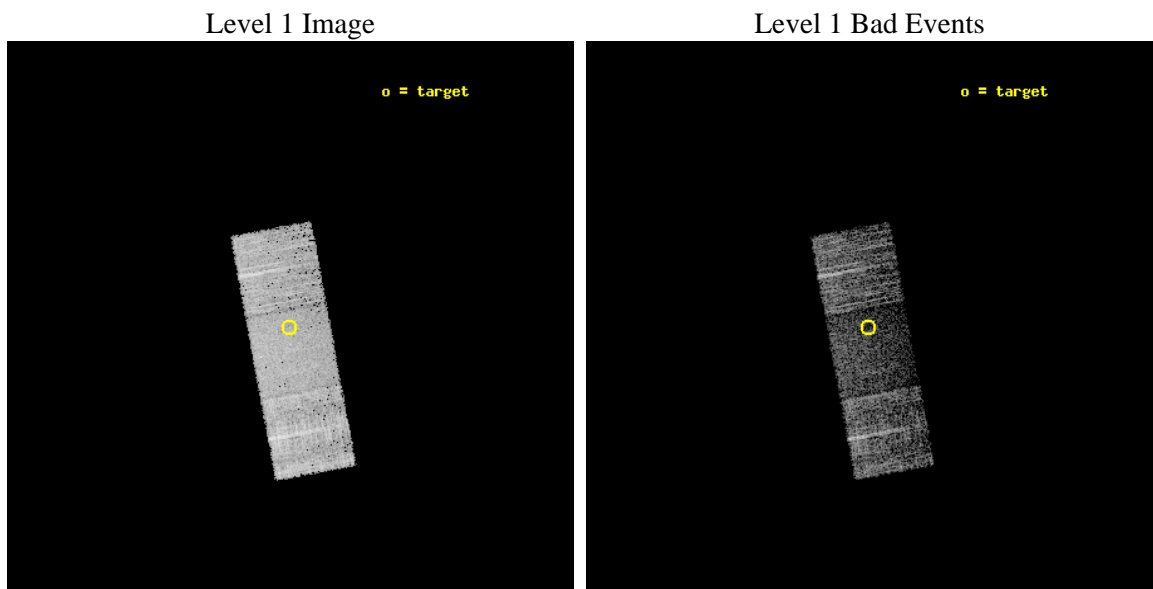 Level 1 Image
Level 1 Bad Events
o = target
o = target